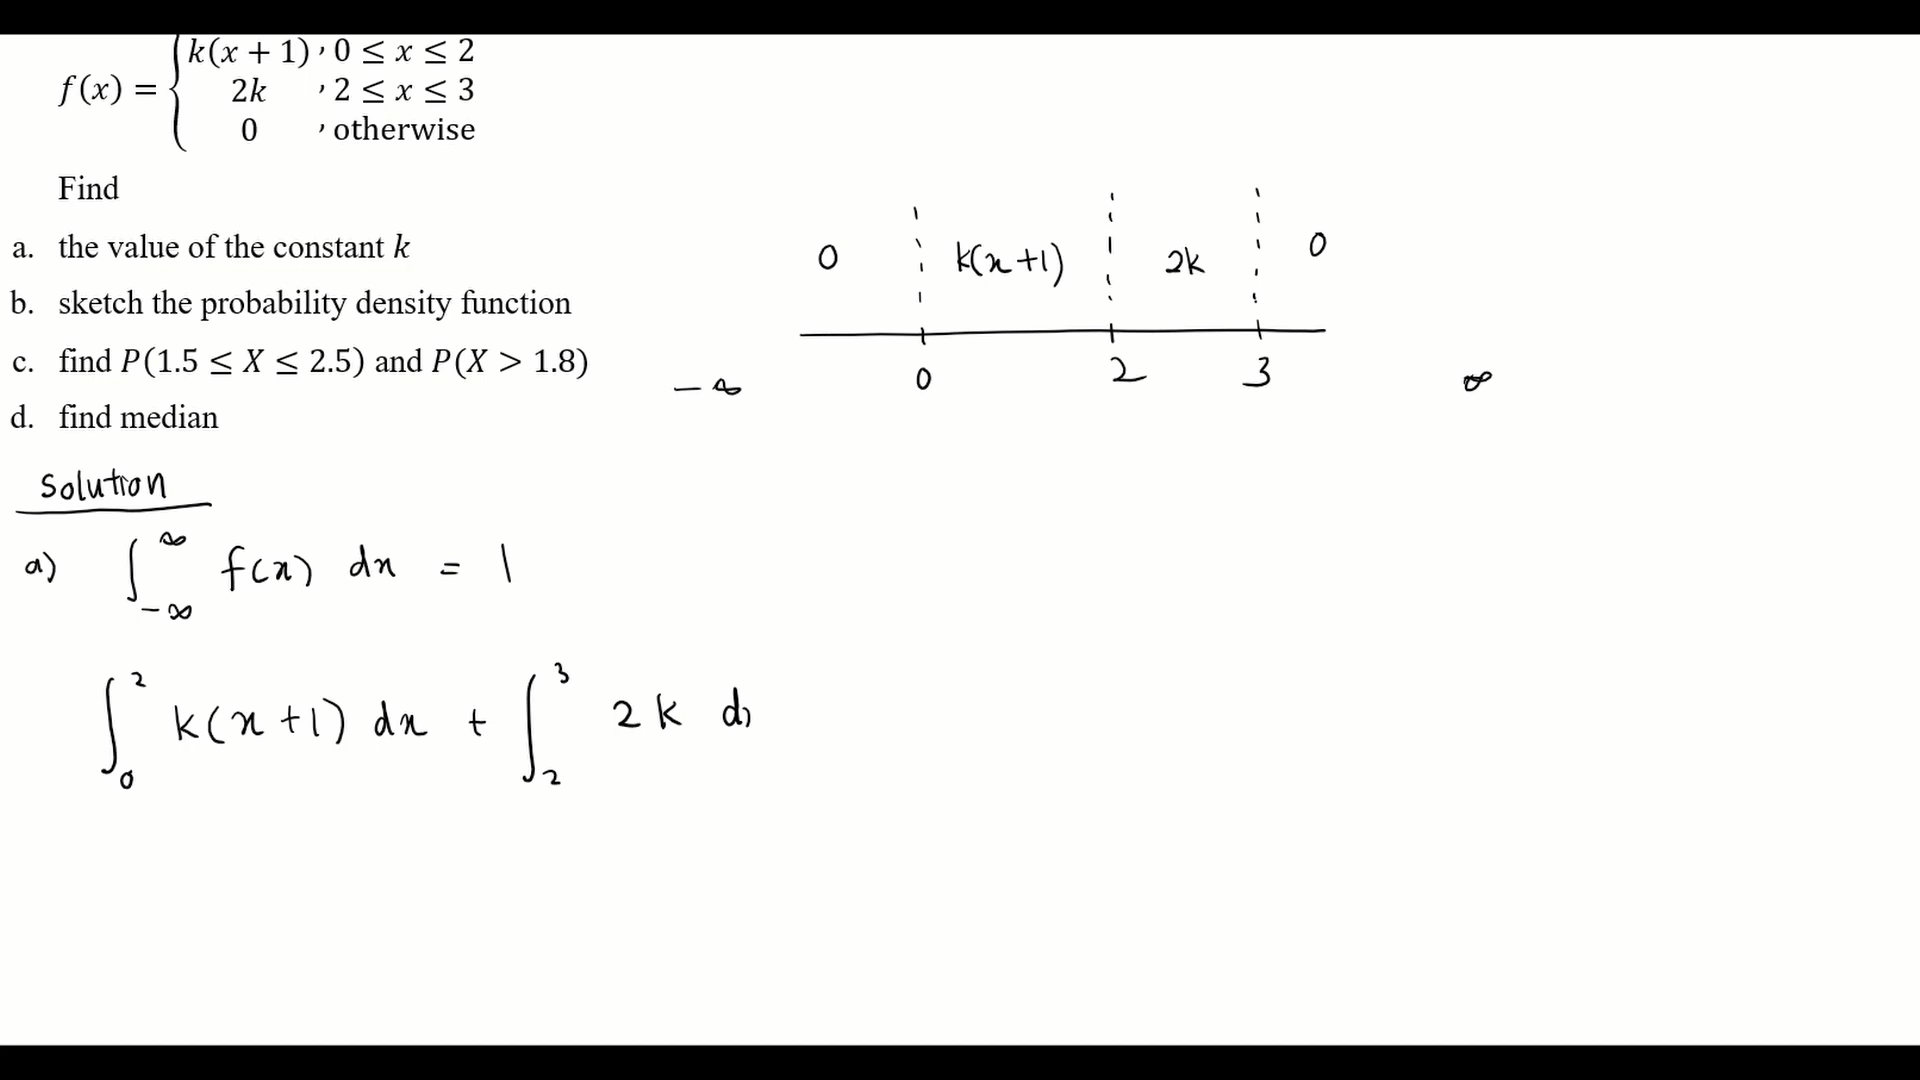 f(x) = { k(x + 1) , 0 ≤ x ≤ 2
2k , 2 ≤ x ≤ 3
0 , otherwise
Find
a. the value of the constant k
b. sketch the probability density function
c. find P(1.5 ≤ X ≤ 2.5) and P(X > 1.8)
d. find median
0 k(x+1) 2k 0
-∞ 0 2 3 ∞
Solution
a) ∫_{-∞}^{∞} f(x) dx = 1
∫_0^2 k(x+1) dx + ∫_2^3 2k d